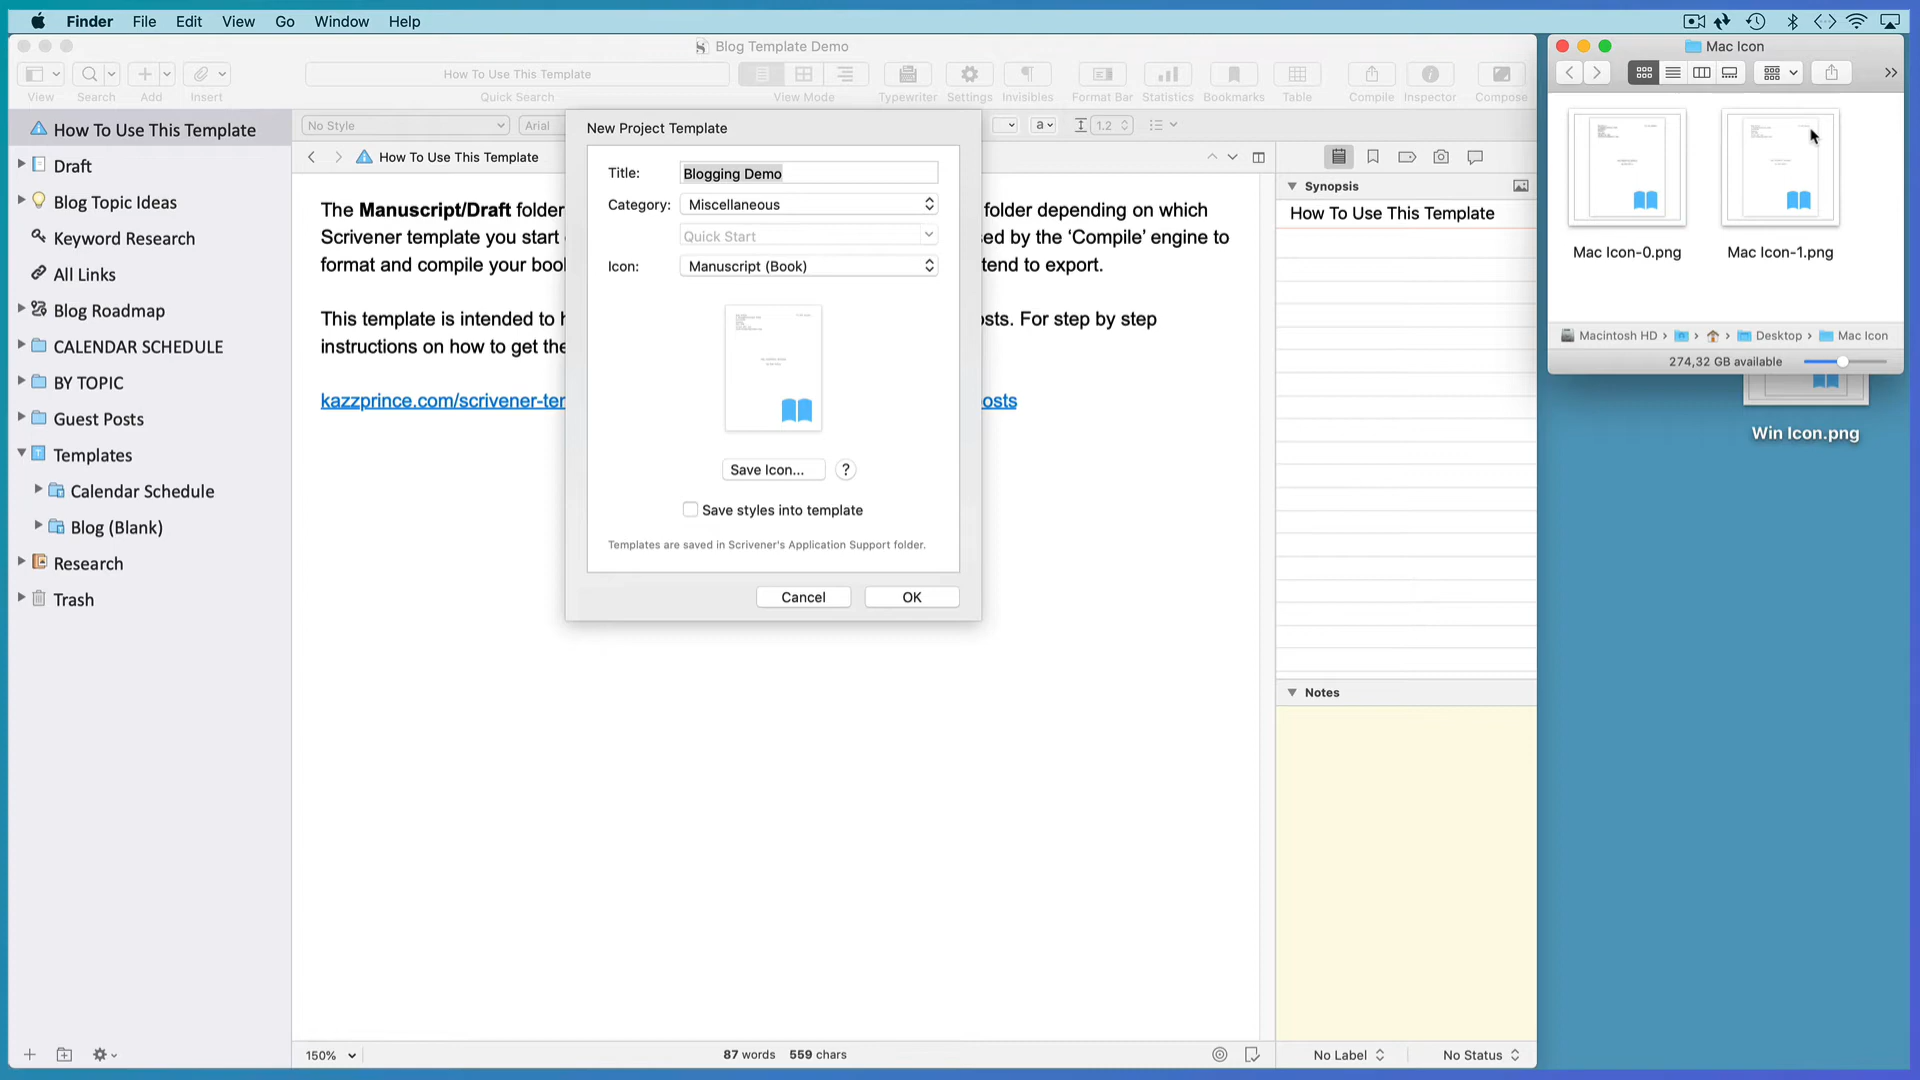 Finder File Edit View Go Window Help
Blog Template Demo
How To Use This Template
View Search Add Insert Quick Search View Mode Typewriter Settings Invisibles Format Bar Statistics Bookmarks Table Compile Inspector Compose
How To Use This Template
Draft
Blog Topic Ideas
Keyword Research
All Links
Blog Roadmap
CALENDAR SCHEDULE
BY TOPIC
Guest Posts
Templates
Calendar Schedule
Blog (Blank)
Research
Trash
No Style Arial a 1.2
How To Use This Template
The Manuscript/Draft folder folder depending on which
Scrivener template you start ed by the ‘Compile’ engine to
format and compile your boo tend to export.
This template is intended to osts. For step by step
instructions on how to get the
kazzprince.com/scrivener-ter osts
New Project Template
Title: Blogging Demo
Category: Miscellaneous
Quick Start
Icon: Manuscript (Book)
Save Icon... ?
Save styles into template
Templates are saved in Scrivener's Application Support folder.
Cancel OK
Synopsis
How To Use This Template
Notes
150% 87 words 559 chars No Label No Status
Mac Icon
Mac Icon-0.png Mac Icon-1.png
Macintosh HD Desktop Mac Icon
274,32 GB available
Win Icon.png